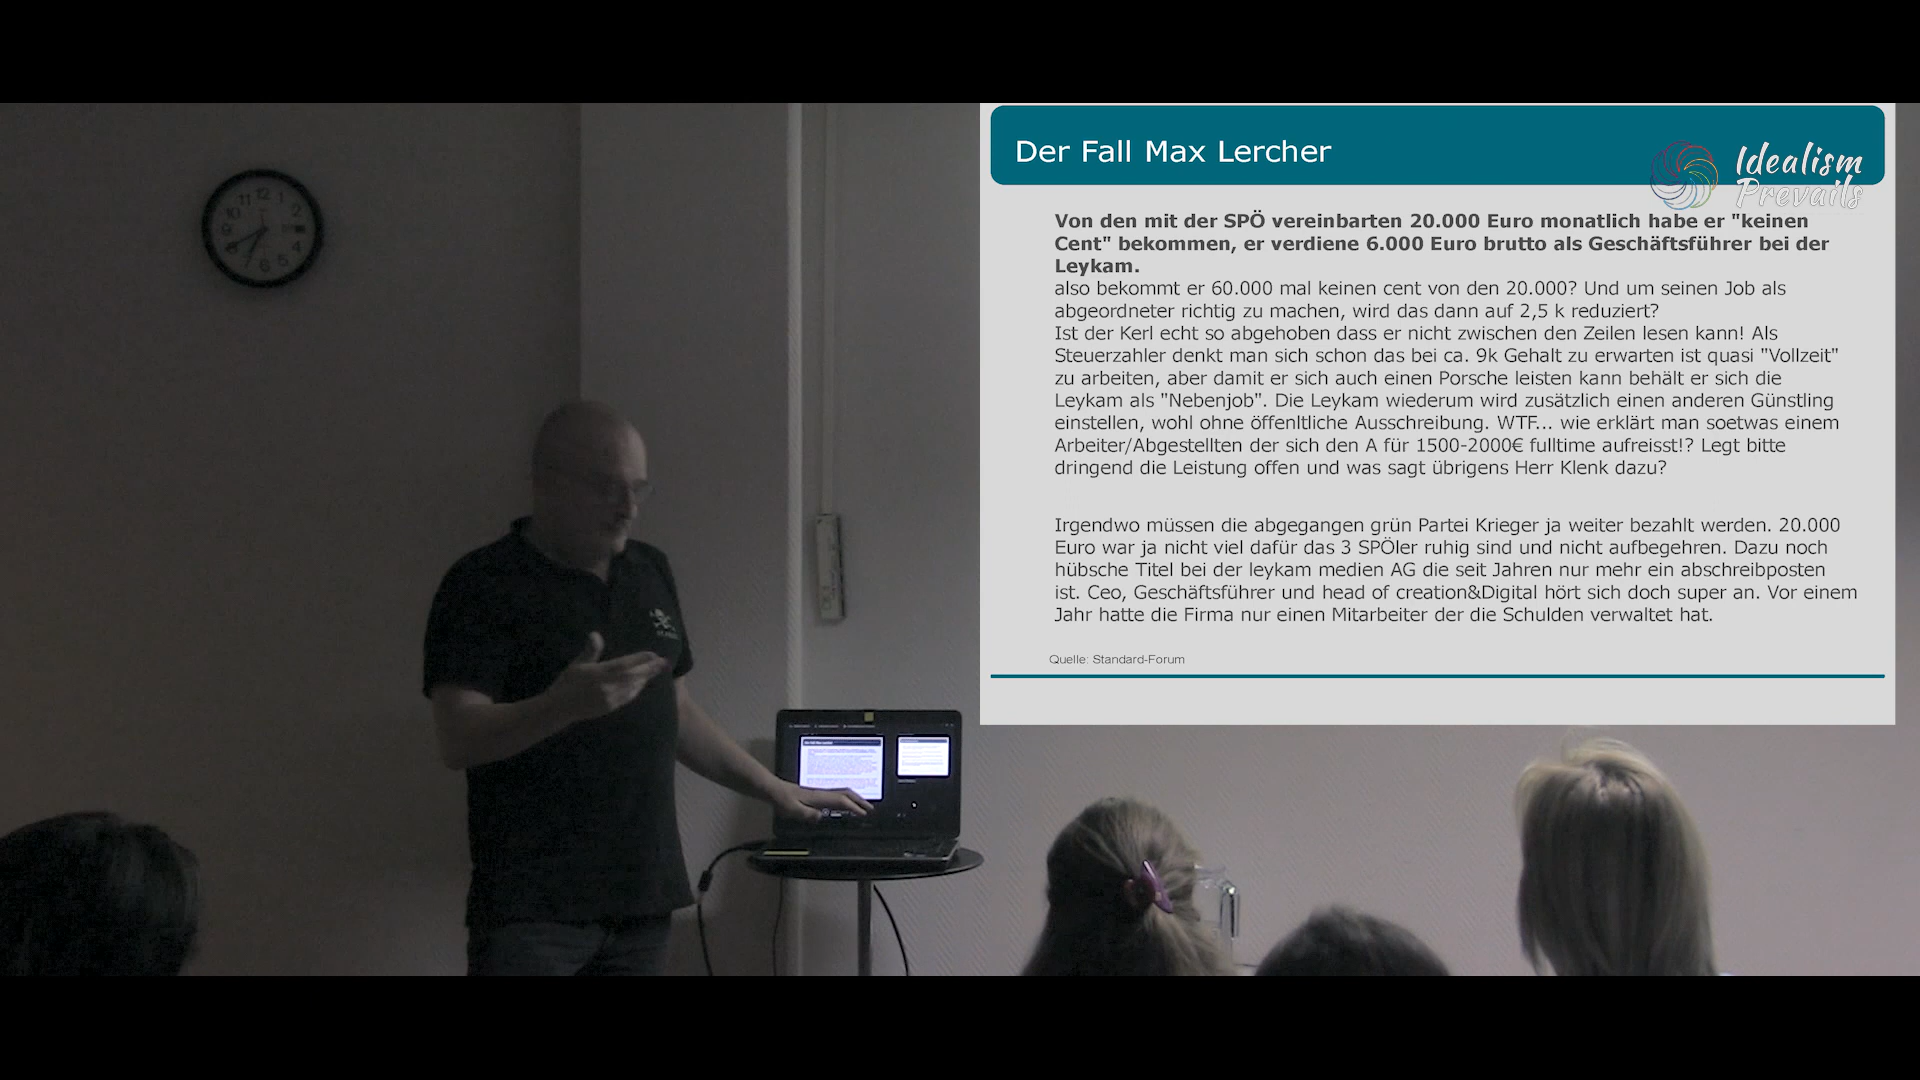 Der Fall Max Lercher
Idealism
Prevails
Von den mit der SPÖ vereinbarten 20.000 Euro monatlich habe er "keinen
Cent" bekommen, er verdiene 6.000 Euro brutto als Geschäftsführer bei der
Leykam.
also bekommt er 60.000 mal keinen cent von den 20.000? Und um seinen Job als
abgeordneter richtig zu machen, wird das dann auf 2,5 k reduziert?
Ist der Kerl echt so abgehoben dass er nicht zwischen den Zeilen lesen kann! Als
Steuerzahler denkt man sich schon das bei ca. 9k Gehalt zu erwarten ist quasi "Vollzeit"
zu arbeiten, aber damit er sich auch einen Porsche leisten kann behält er sich die
Leykam als "Nebenjob". Die Leykam wiederum wird zusätzlich einen anderen Günstling
einstellen, wohl ohne öffenltliche Ausschreibung. WTF... wie erklärt man soetwas einem
Arbeiter/Abgestellten der sich den A für 1500-2000€ fulltime aufreisst!? Legt bitte
dringend die Leistung offen und was sagt übrigens Herr Klenk dazu?
Irgendwo müssen die abgegangen grün Partei Krieger ja weiter bezahlt werden. 20.000
Euro war ja nicht viel dafür das 3 SPÖler ruhig sind und nicht aufbegehren. Dazu noch
hübsche Titel bei der leykam medien AG die seit Jahren nur mehr ein abschreibposten
ist. Ceo, Geschäftsführer und head of creation&Digital hört sich doch super an. Vor einem
Jahr hatte die Firma nur einen Mitarbeiter der die Schulden verwaltet hat.
Quelle: Standard-Forum
12
11
10
9
8
6
5
2